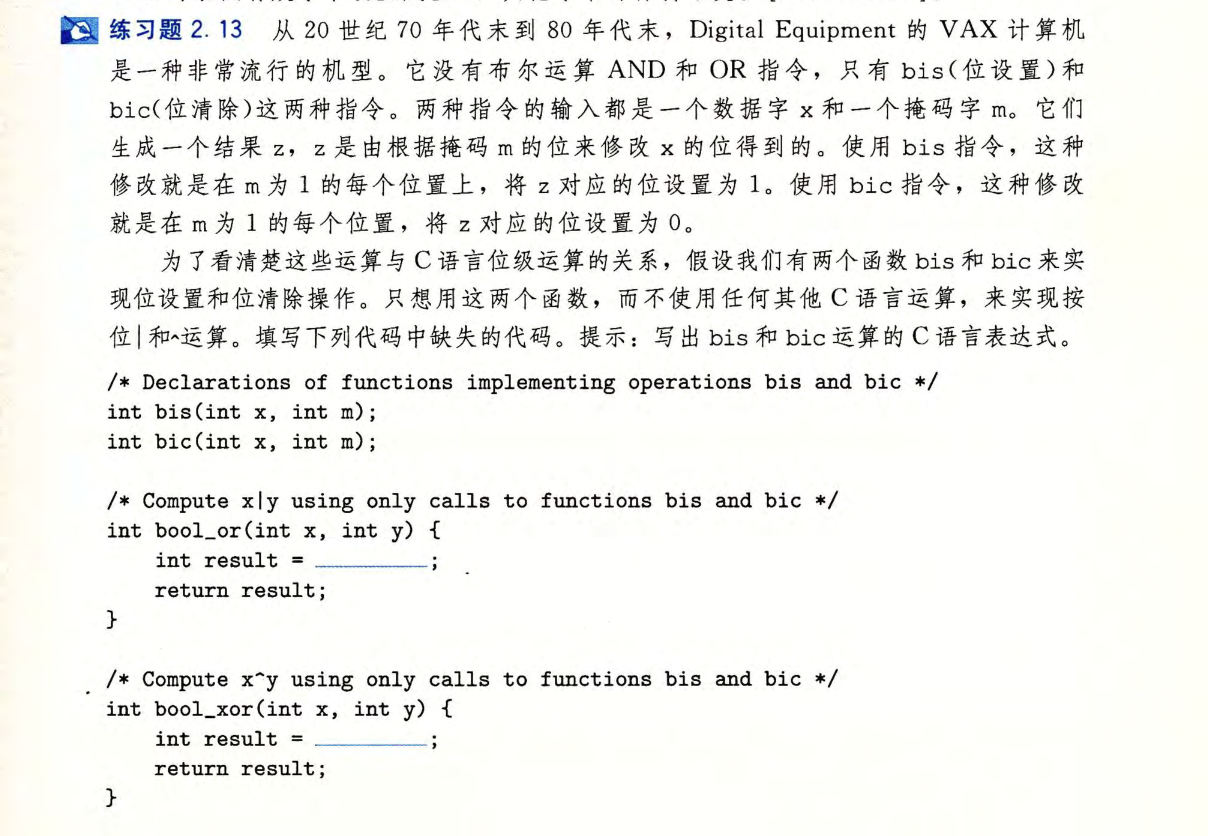 练习题 2.13 从 20 世纪 70 年代末到 80 年代末，Digital Equipment 的 VAX 计算机
是一种非常流行的机型。它没有布尔运算 AND 和 OR 指令，只有 bis(位设置)和
bic(位清除)这两种指令。两种指令的输入都是一个数据字 x 和一个掩码字 m。它们
生成一个结果 z，z 是由根据掩码 m 的位来修改 x 的位得到的。使用 bis 指令，这种
修改就是在 m 为 1 的每个位置上，将 z 对应的位设置为 1。使用 bic 指令，这种修改
就是在 m 为 1 的每个位置，将 z 对应的位设置为 0。
为了看清楚这些运算与 C 语言位级运算的关系，假设我们有两个函数 bis 和 bic 来实
现位设置和位清除操作。只想用这两个函数，而不使用任何其他 C 语言运算，来实现按
位|和^运算。填写下列代码中缺失的代码。提示：写出 bis 和 bic 运算的 C 语言表达式。
/* Declarations of functions implementing operations bis and bic */
int bis(int x, int m);
int bic(int x, int m);
/* Compute x|y using only calls to functions bis and bic */
int bool_or(int x, int y) {
int result = ________;
return result;
}
/* Compute x^y using only calls to functions bis and bic */
int bool_xor(int x, int y) {
int result = ________;
return result;
}